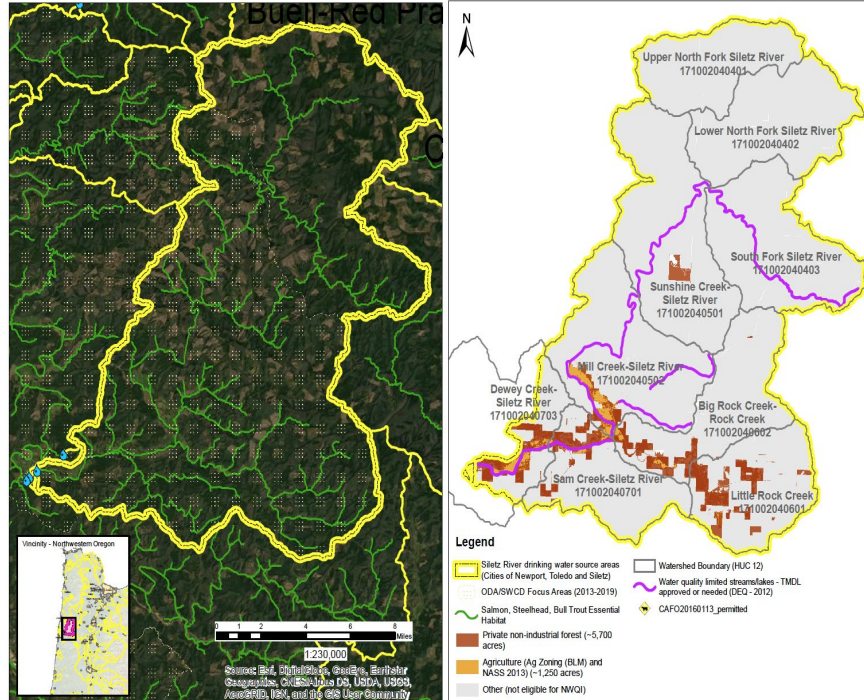 Buell-Red Pra
C
Vincinity - Northwestern Oregon
0 1 2 4 6 8
Miles
1:230,000
Source: Esri, DigitalGlobe, GeoEye, Earthstar
Geographics, CNES/Airbus DS, USDA, USGS,
AeroGRID, IGN, and the GIS User Community
N
Upper North Fork Siletz River
171002040401
Lower North Fork Siletz River
171002040402
South Fork Siletz River
171002040403
Sunshine Creek-
Siletz River
171002040501
Mill Creek-Siletz River
171002040502
Dewey Creek-
Siletz River
171002040703
Big Rock Creek-
Rock Creek
171002040602
Sam Creek-Siletz River
171002040701
Little Rock Creek
171002040601
Legend
Siletz River drinking water source areas
(Cities of Newport, Toledo and Siletz)
ODA/SWCD Focus Areas (2013-2019)
Salmon, Steelhead, Bull Trout Essential
Habitat
Private non-industrial forest (~5,700
acres)
Agriculture (Ag Zoning (BLM) and
NASS 2013) (~1,250 acres)
Other (not eligible for NWQI)
Watershed Boundary (HUC 12)
Water quality limited streams/lakes - TMDL
approved or needed (DEQ - 2012)
CAFO20160113_permitted